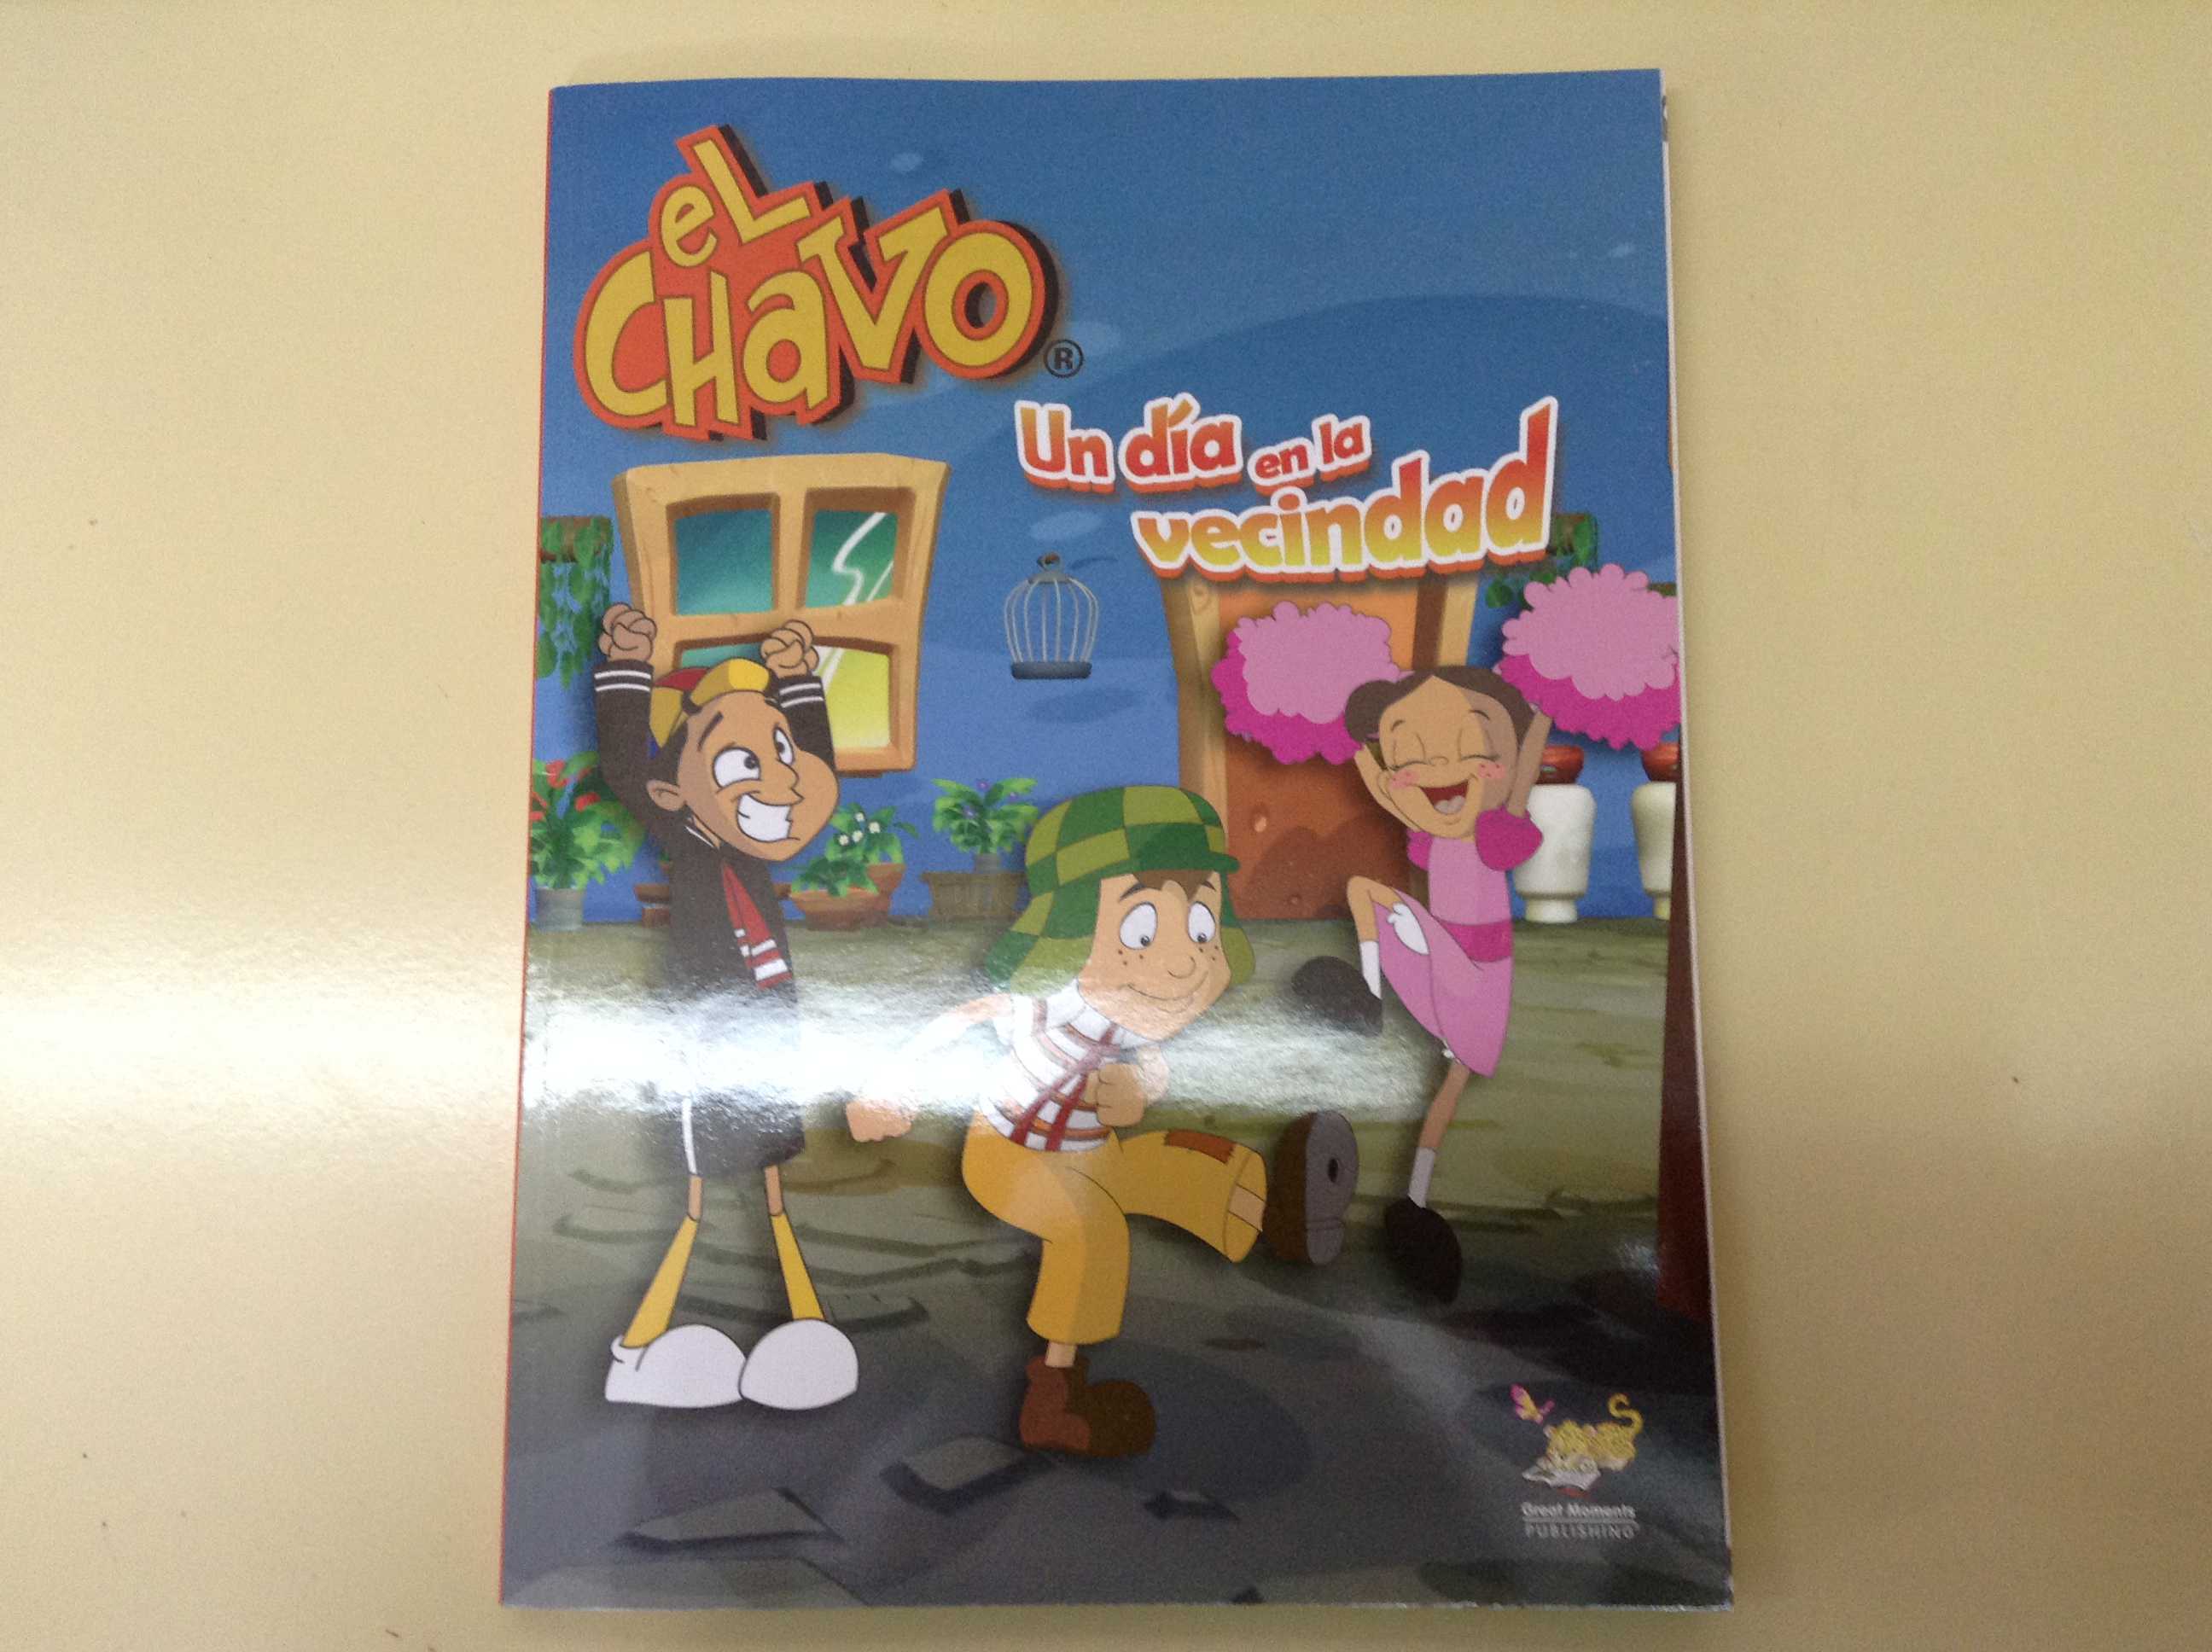 eL
CHavo®
Un día en la
vecindad
Great Moments
PUBLISHING